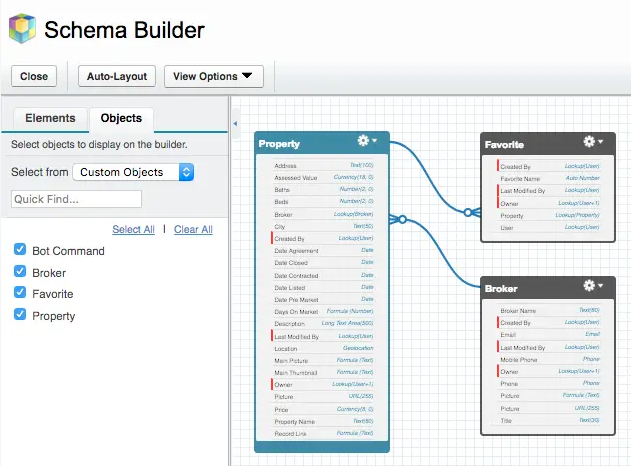 Schema Builder
Close Auto-Layout View Options
Elements Objects
Select objects to display on the builder.
Select from Custom Objects
Quick Find...
Select All | Clear All
Bot Command
Broker
Favorite
Property
Property
Address Text(100)
Assessed Value Currency(18, 0)
Baths Number(2, 0)
Beds Number(2, 0)
Broker Lookup(Broker)
City Text(50)
Created By Lookup(User)
Date Agreement Date
Date Closed Date
Date Contracted Date
Date Listed Date
Date Pre Market Date
Days On Market Formula (Number)
Description Long Text Area(500)
Last Modified By Lookup(User)
Location Geolocation
Main Picture Formula (Text)
Main Thumbnail Formula (Text)
Owner Lookup(User+1)
Picture URL(255)
Price Currency(8, 0)
Property Name Text(80)
Record Link Formula (Text)
Favorite
Created By Lookup(User)
Favorite Name Auto Number
Last Modified By Lookup(User)
Owner Lookup(User+1)
Property Lookup(Property)
User Lookup(User)
Broker
Broker Name Text(80)
Created By Lookup(User)
Email Email
Last Modified By Lookup(User)
Mobile Phone Phone
Owner Lookup(User+1)
Phone Phone
Picture Formula (Text)
Picture URL(255)
Title Text(30)